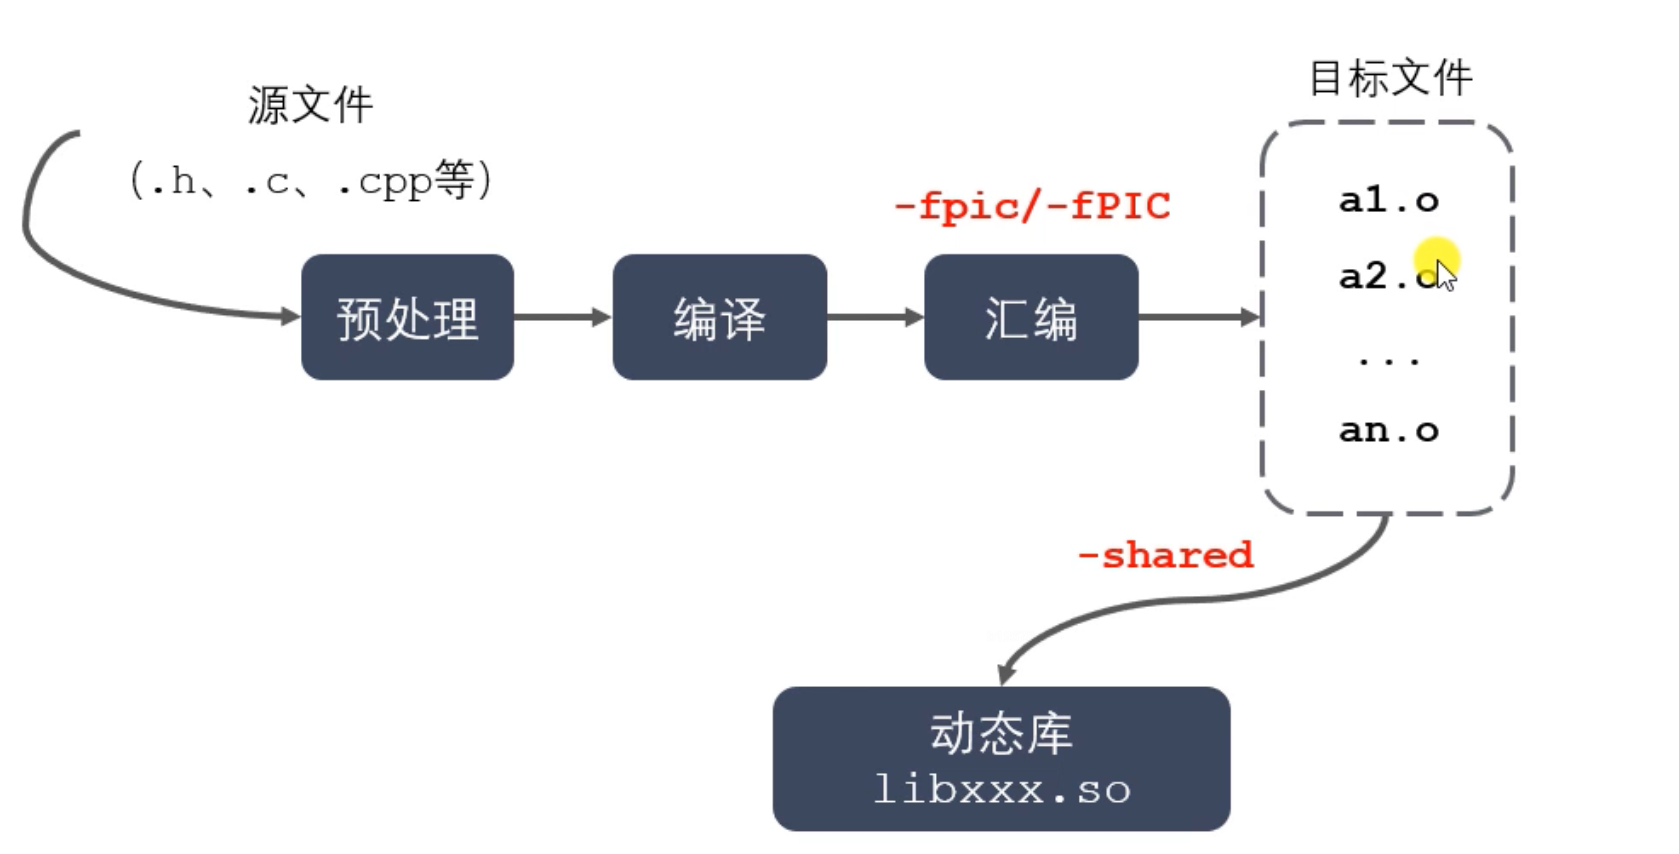 源文件
（.h、.c、.cpp等）
-fpic/-fPIC
预处理
编译
汇编
目标文件
a1.o
a2.o
...
an.o
-shared
动态库
libxxx.so